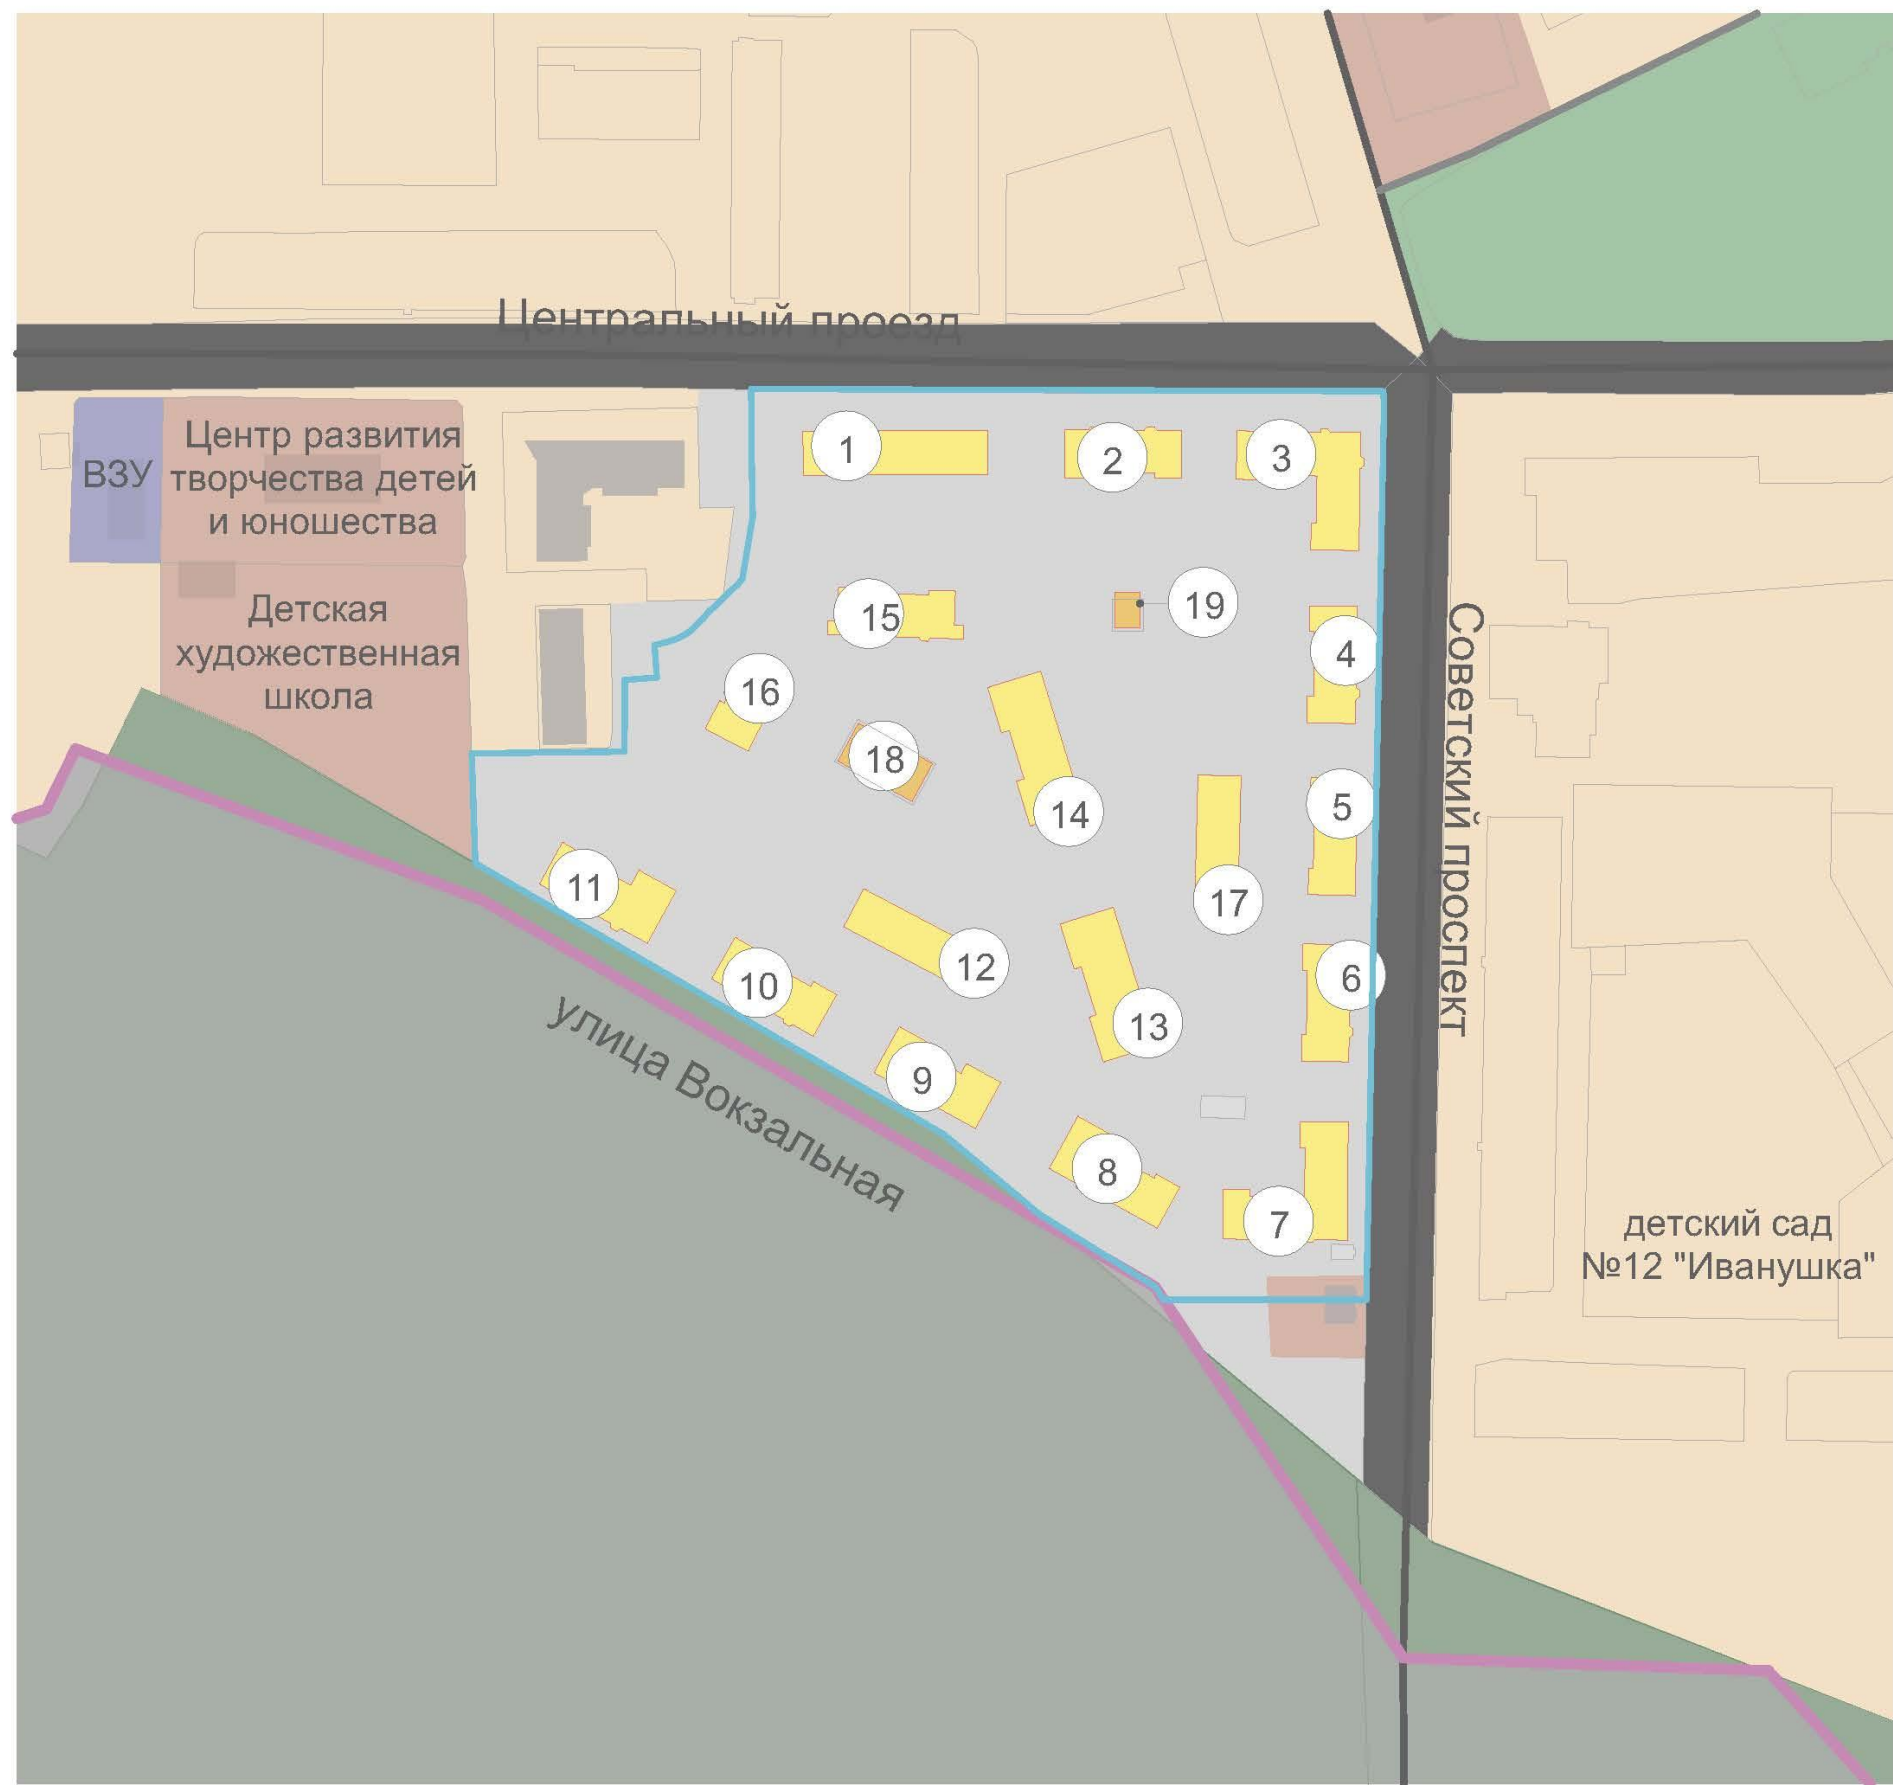 Центральный проезд
ВЗУ
Центр развития
творчества детей
и юношества
Детская
художественная
школа
1
2
3
15
19
4
16
18
14
5
17
11
12
10
6
13
9
8
7
Советский проспект
улица Вокзальная
детский сад
№12 "Иванушка"